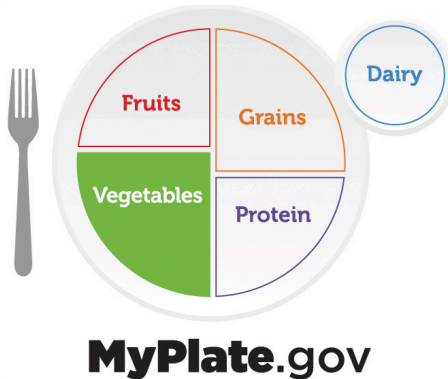 Dairy
Fruits
Grains
Vegetables
Protein
MyPlate.gov